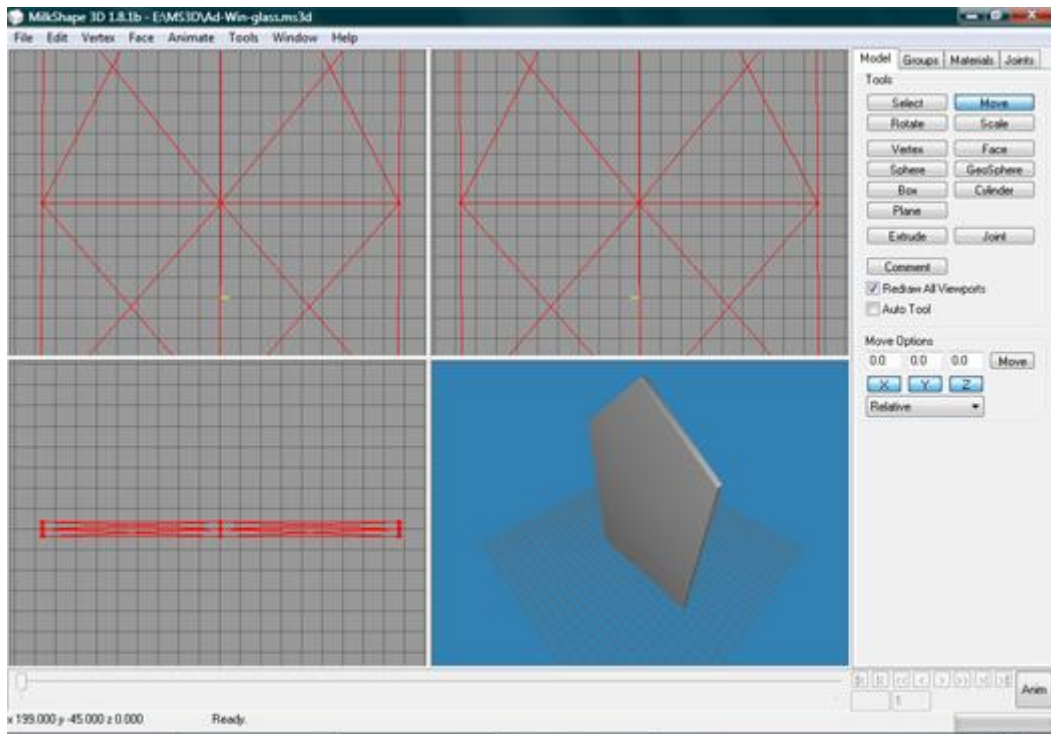 MilkShape 3D 1.8.1b - E:\MS3D\Ad-Win-glass.ms3d
File Edit Vertex Face Animate Tools Window Help
Model Groups Materials Joints
Tools
Select Move
Rotate Scale
Vertex Face
Sphere GeoSphere
Box Cylinder
Plane
Extrude Joint
Comment
Redraw All Viewports
Auto Tool
Move Options
0.0 0.0 0.0 Move
X Y Z
Relative
<< < > >>
1
Anim
x 199.000 y -45.000 z 0.000 Ready.